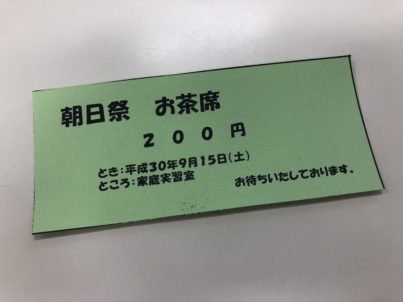 朝日祭　お茶席
２００円
とき：平成30年9月15日（土）
ところ：家庭実習室　お待ちいたしております。